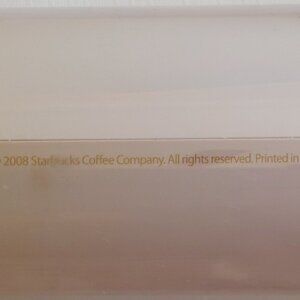 2008 Starbucks Coffee Company. All rights reserved. Printed in